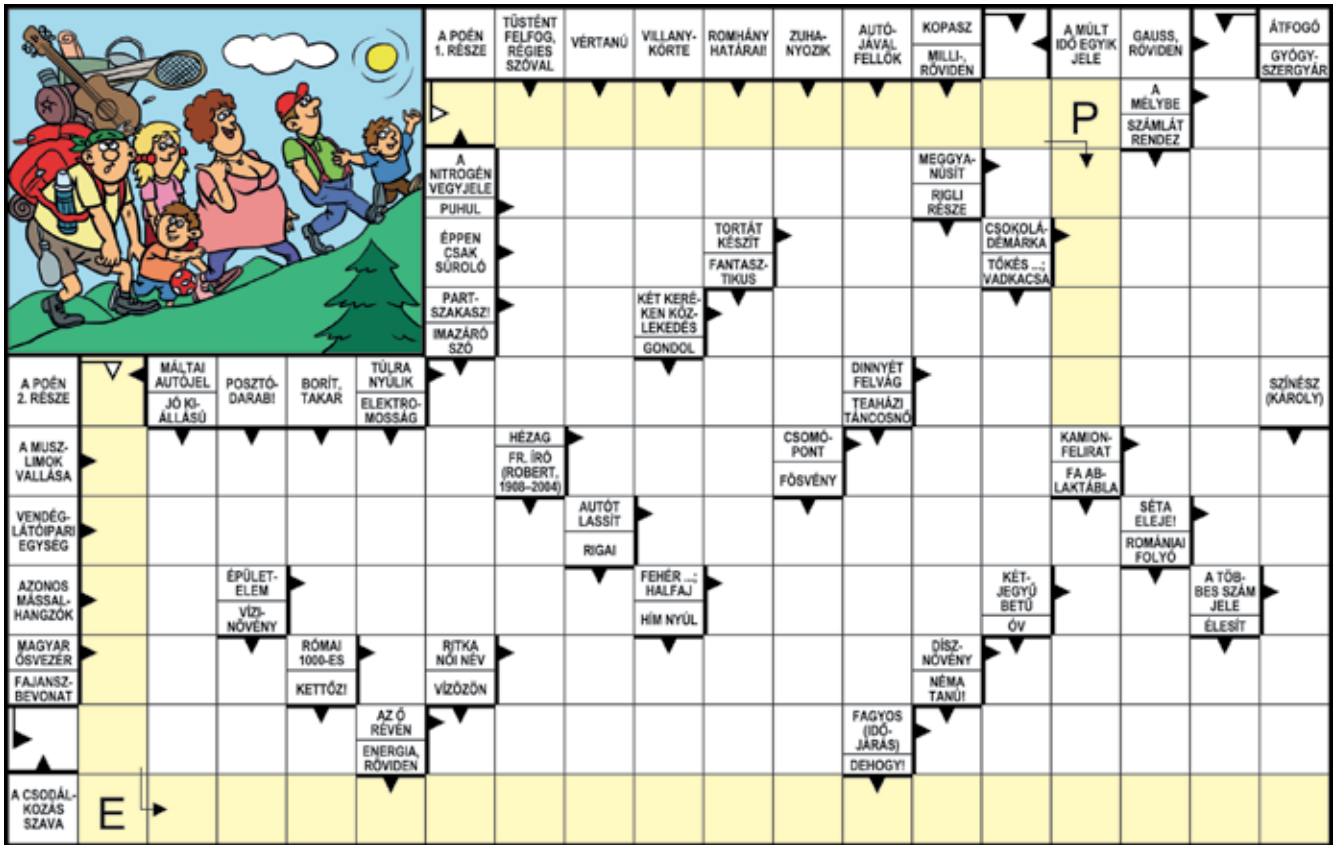 A POÉN
1. RÉSZE
TÜSTÉNT
FELFOG,
RÉGIES
SZÓVAL
VÉRTANÚ
VILLANY-
KÖRTE
ROMHÁNY
HATÁRAI!
ZUHA-
NYOZIK
AUTÓ-
JÁVAL
FELLÖK
KOPASZ
MILLI-,
RÖVIDEN
A MÚLT
IDŐ EGYIK
JELE
GAUSS,
RÖVIDEN
ÁTFOGÓ
GYÓGY-
SZERGYÁR
P
A
MÉLYBE
SZÁMLÁT
RENDEZ
A
NITROGÉN
VEGYJELE
PUHUL
MEGGYA-
NÚSÍT
RIGLI
RÉSZE
ÉPPEN
CSAK
SÚROLÓ
TORTÁT
KÉSZÍT
FANTASZ-
TIKUS
CSOKOLÁ-
DÉMÁRKA
TŐKÉS ...;
VADKACSA
PART-
SZAKASZ!
IMAZÁRÓ
SZÓ
KÉT KERÉ-
KEN KÖZ-
LEKEDÉS
GONDOL
A POÉN
2. RÉSZE
MÁLTAI
AUTÓJEL
JÓ KI-
ÁLLÁSÚ
POSZTÓ-
DARAB!
BORÍT,
TAKAR
TÚLRA
NYÚLIK
ELEKTRO-
MOSSÁG
DINNYÉT
FELVÁG
TEAHÁZI
TÁNCOSNŐ
SZÍNÉSZ
(KÁROLY)
A MUSZ-
LIMOK
VALLÁSA
HÉZAG
FR. ÍRÓ
(ROBERT,
1908–2004)
CSOMÓ-
PONT
FÖSVÉNY
KAMION-
FELIRAT
FA AB-
LAKTÁBLA
VENDÉG-
LÁTÓIPARI
EGYSÉG
AUTÓT
LASSÍT
RIGAI
SÉTA
ELEJE!
ROMÁNIAI
FOLYÓ
AZONOS
MÁSSAL-
HANGZÓK
ÉPÜLET-
ELEM
VÍZI-
NÖVÉNY
FEHÉR ...;
HALFAJ
HÍM NYÚL
KÉT-
JEGYŰ
BETŰ
ÖV
A TÖB-
BES SZÁM
JELE
ÉLESÍT
MAGYAR
ŐSVEZÉR
FAJANSZ-
BEVONAT
RÓMAI
1000-ES
KETTŐZ!
RITKA
NŐI NÉV
VÍZÖZÖN
DÍSZ-
NÖVÉNY
NÉMA
TANÚ!
AZ Ő
RÉVÉN
ENERGIA,
RÖVIDEN
FAGYOS
(IDŐ-
JÁRÁS)
DEHOGY!
A CSODÁL-
KOZÁS
SZAVA
E